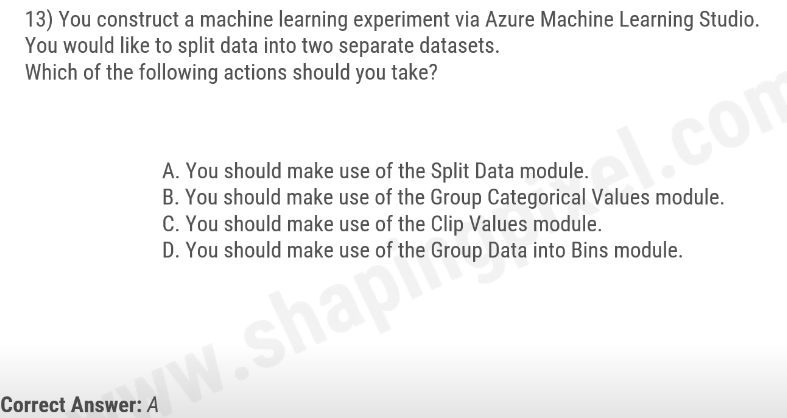 13) You construct a machine learning experiment via Azure Machine Learning Studio.
You would like to split data into two separate datasets.
Which of the following actions should you take?
A. You should make use of the Split Data module.
B. You should make use of the Group Categorical Values module.
C. You should make use of the Clip Values module.
D. You should make use of the Group Data into Bins module.
www.shapingpixel.com
Correct Answer: A